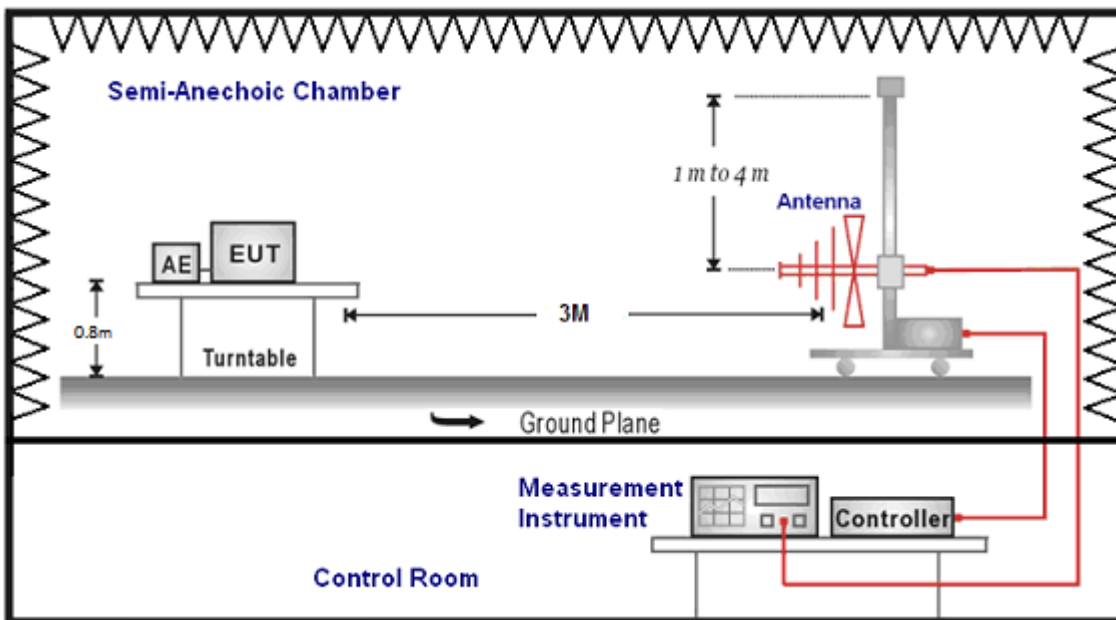 Semi-Anechoic Chamber
1 m to 4 m
Antenna
AE
EUT
0.8m
3M
Turntable
Ground Plane
Measurement
Instrument
Controller
Control Room